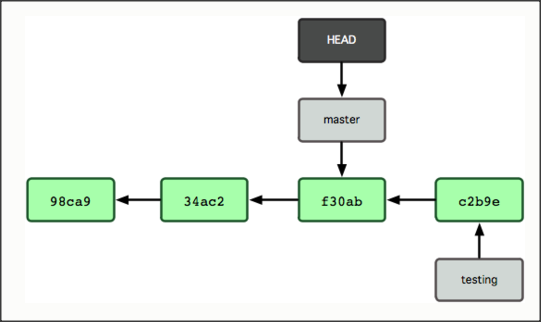 HEAD
master
98ca9
34ac2
f30ab
c2b9e
testing